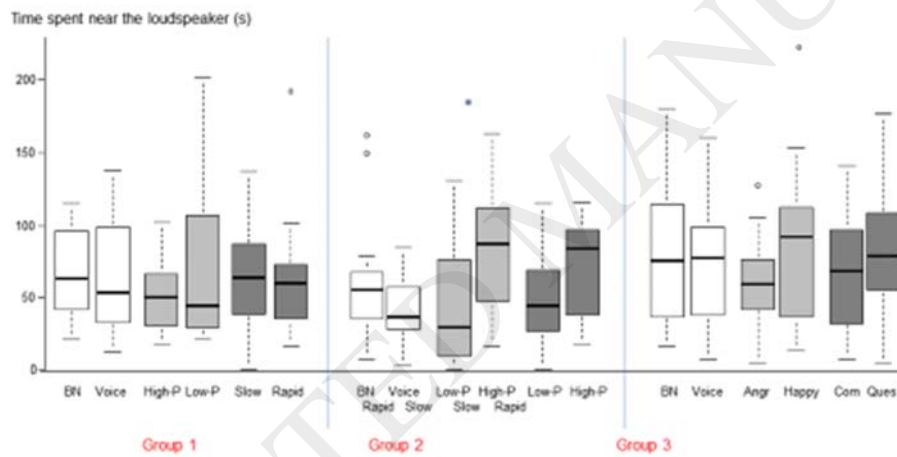 Time spent near the loudspeaker (s)
200
150
100
50
0
BN Voice High-P Low-P Slow Rapid BN Voice Low-P High-P Low-P High-P BN Voice Angr Happy Com Ques
Rapid Slow Slow Rapid
Group 1 Group 2 Group 3
TED MANU